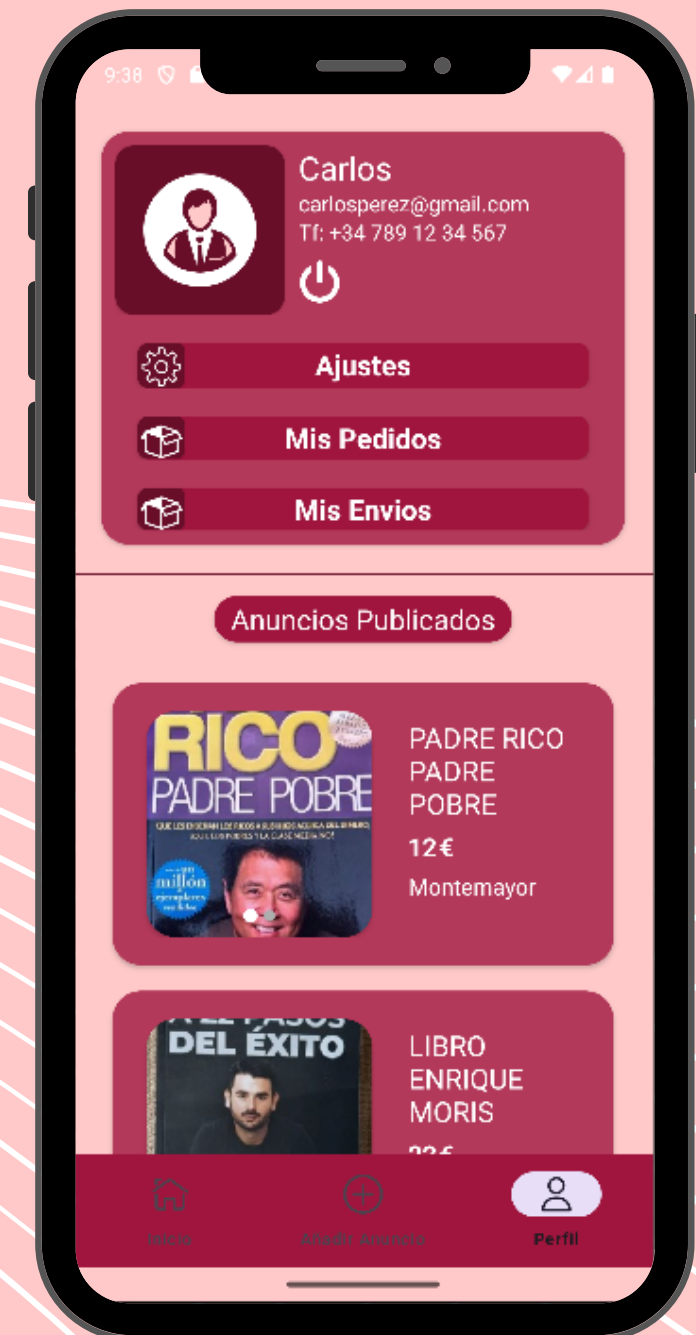 9:38
Carlos
carlosperez@gmail.com
Tf: +34 789 12 34 567
Ajustes
Mis Pedidos
Mis Envios
Anuncios Publicados
RICO
PADRE POBRE
millón
PADRE RICO
PADRE
POBRE
12€
Montemayor
DEL ÉXITO
LIBRO
ENRIQUE
MORIS
Inicio
Añadir Anuncio
Perfil